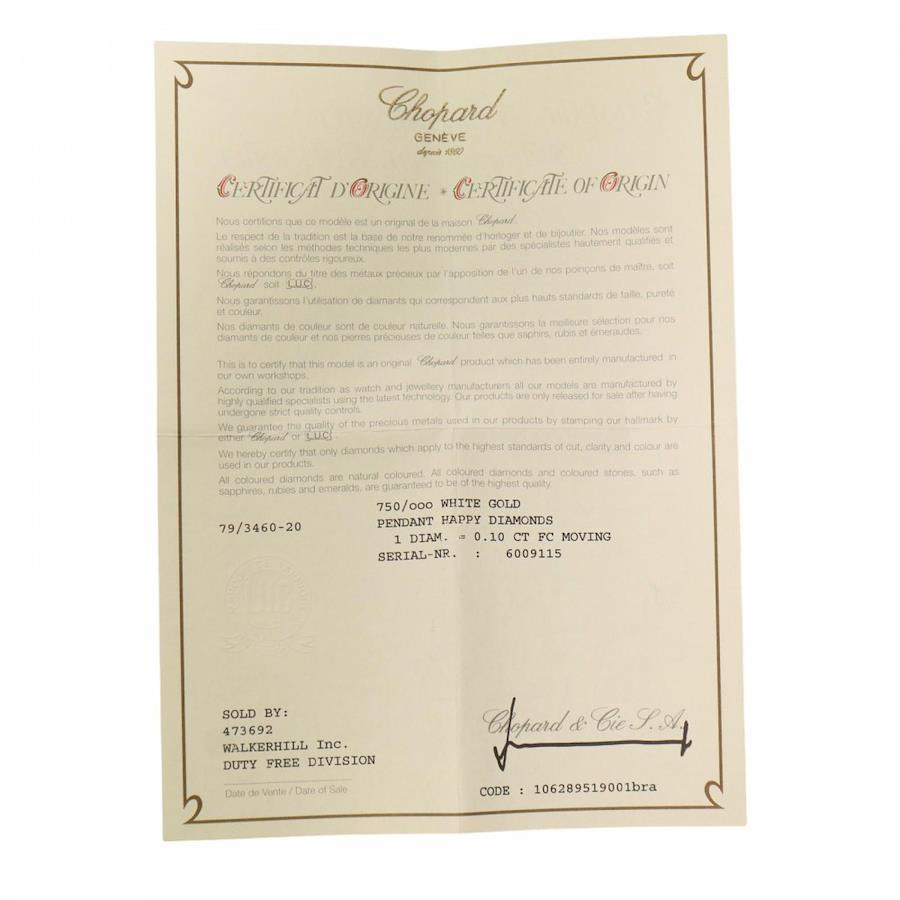 Chopard
GENÈVE
depuis 1860
CERTIFICAT D'ORIGINE * CERTIFICATE OF ORIGIN
Nous certifions que ce modèle est un original de la maison Chopard
Le respect de la tradition est la base de notre renommée d'horloger et de bijoutier. Nos modèles sont
réalisés selon les méthodes techniques les plus modernes par des spécialistes hautement qualifiés et
soumis à des contrôles rigoureux.
Nous répondons du titre des métaux précieux par l'apposition de l'un de nos poinçons de maître, soit
Chopard soit L.U.C.
Nous garantissons l'utilisation de diamants qui correspondent aux plus hauts standards de taille, pureté
et couleur.
Nos diamants de couleur sont de couleur naturelle. Nous garantissons la meilleure sélection pour nos
diamants de couleur et nos pierres précieuses de couleur telles que saphirs, rubis et émeraudes.
This is to certify that this model is an original Chopard product which has been entirely manufactured in
our own workshops.
According to our tradition as watch and jewellery manufacturers all our models are manufactured by
highly qualified specialists using the latest technology. Our products are only released for sale after having
undergone strict quality controls.
We guarantee the quality of the precious metals used in our products by stamping our hallmark by
either Chopard or L.U.C.
We hereby certify that only diamonds which apply to the highest standards of cut, clarity and colour are
used in our products.
All coloured diamonds are natural coloured. All coloured diamonds and coloured stones, such as
sapphires, rubies and emeralds, are guaranteed to be of the highest quality.
750/ooo WHITE GOLD
79/3460-20 PENDANT HAPPY DIAMONDS
1 DIAM. = 0.10 CT FC MOVING
SERIAL-NR. : 6009115
SOLD BY:
473692
WALKERHILL Inc.
DUTY FREE DIVISION
Chopard & Cie S.A.
Date de Vente / Date of Sale
CODE : 106289519001bra